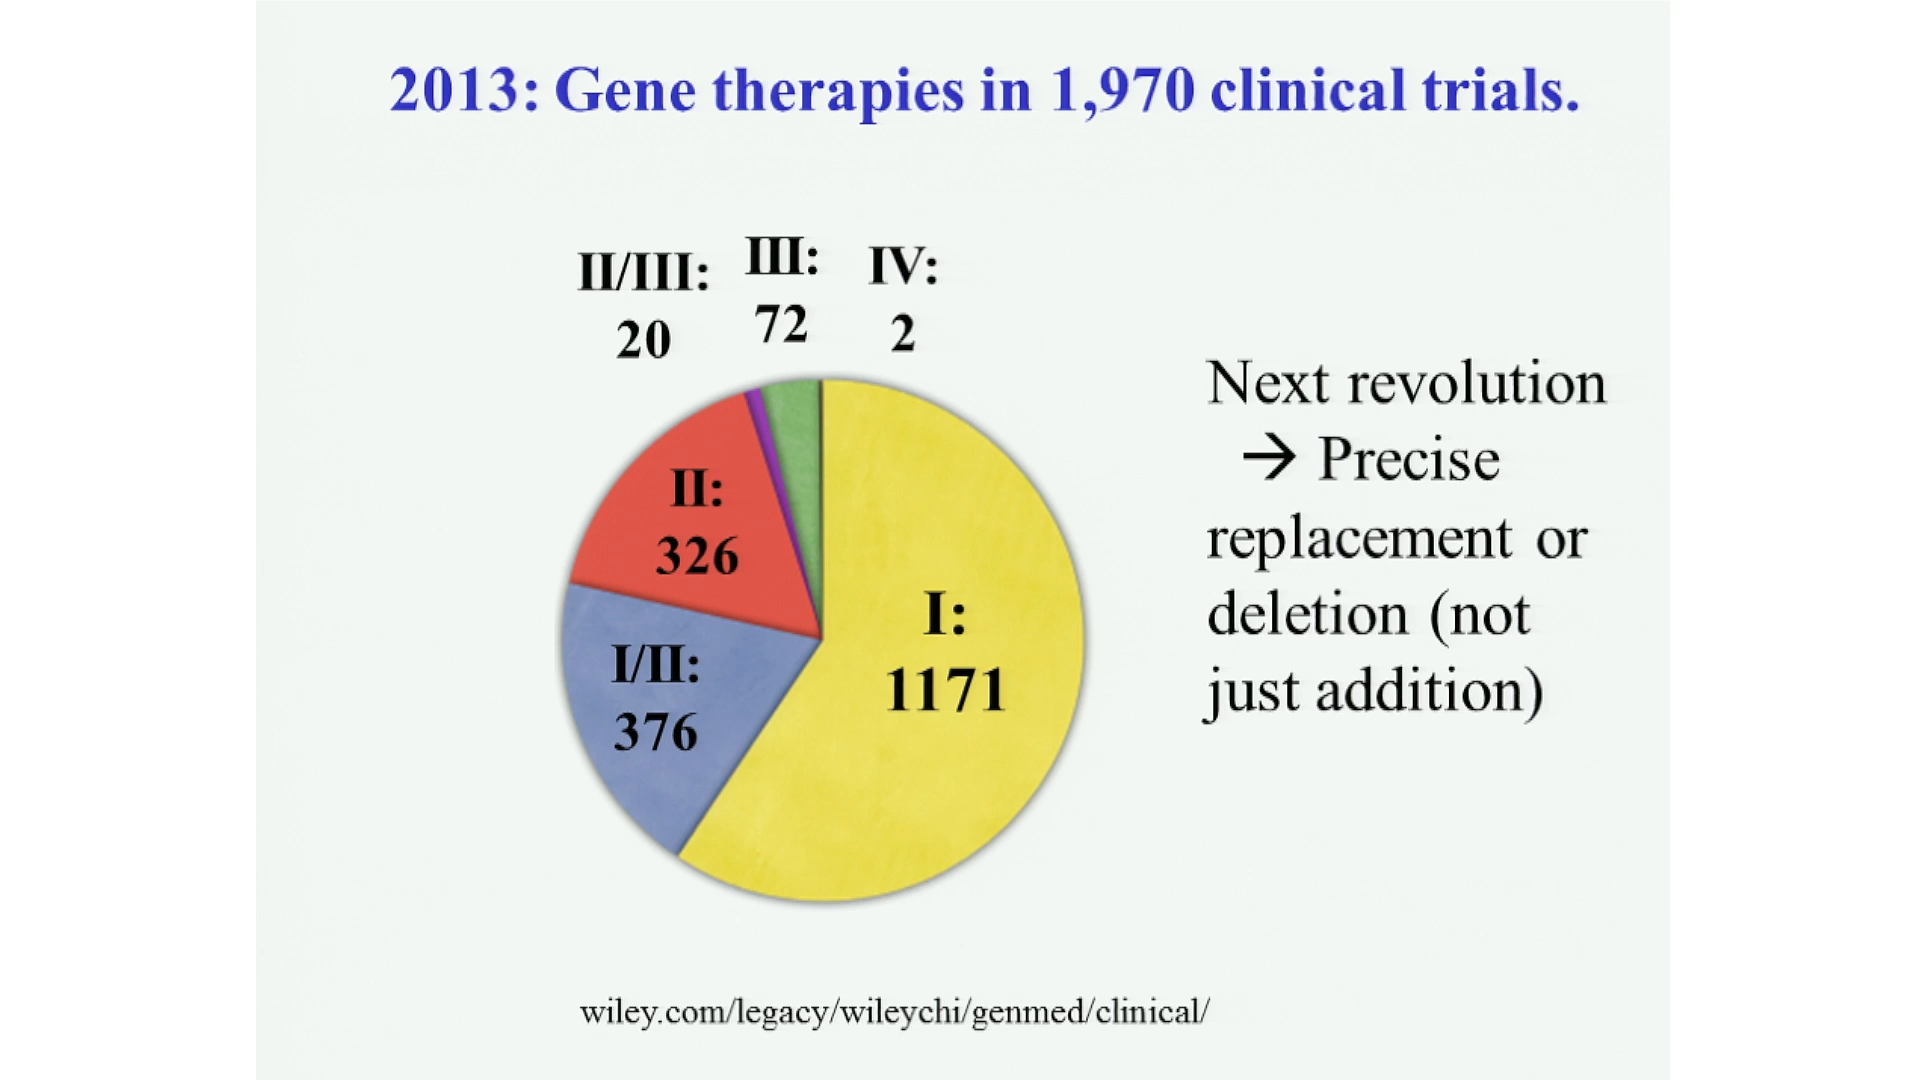 2013: Gene therapies in 1,970 clinical trials.
II/III:
20
III:
72
IV:
2
II:
326
I/II:
376
I:
1171
Next revolution
→ Precise
replacement or
deletion (not
just addition)
wiley.com/legacy/wileychi/genmed/clinical/